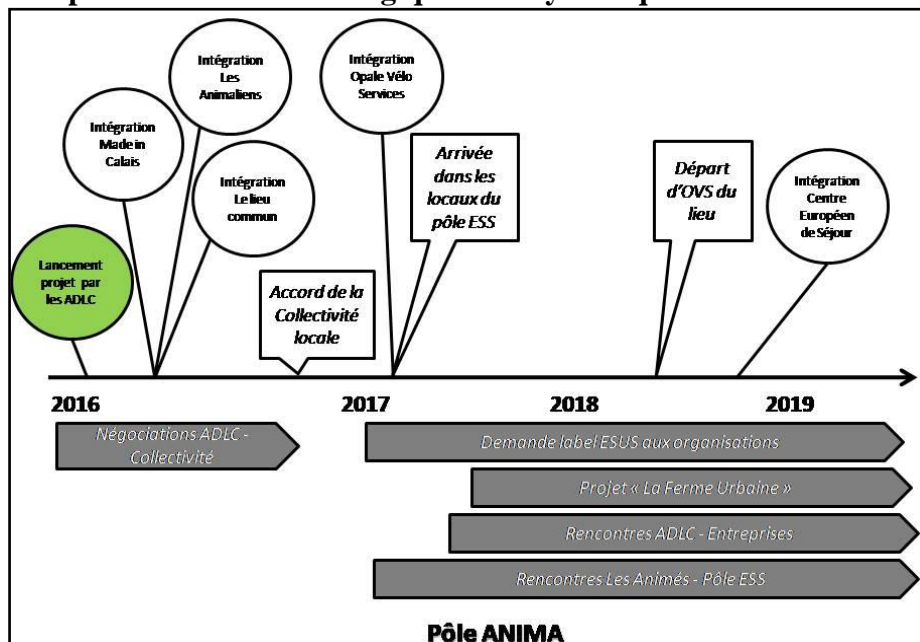 Intégration
Les
Animaliens
Intégration
Opale Vélo
Services
Intégration
Made in
Calais
Intégration
Le lieu
commun
Arrivée
dans les
locaux du
pôle ESS
Départ
d'OVS du
lieu
Intégration
Centre
Européen
de Séjour
Lancement
projet par
les ADLC
Accord de la
Collectivité
locale
2016
2017
2018
2019
Négociations ADLC -
Collectivité
Demande label ESUS aux organisations
Projet « La Ferme Urbaine »
Rencontres ADLC - Entreprises
Rencontres Les Animés - Pôle ESS
Pôle ANIMA